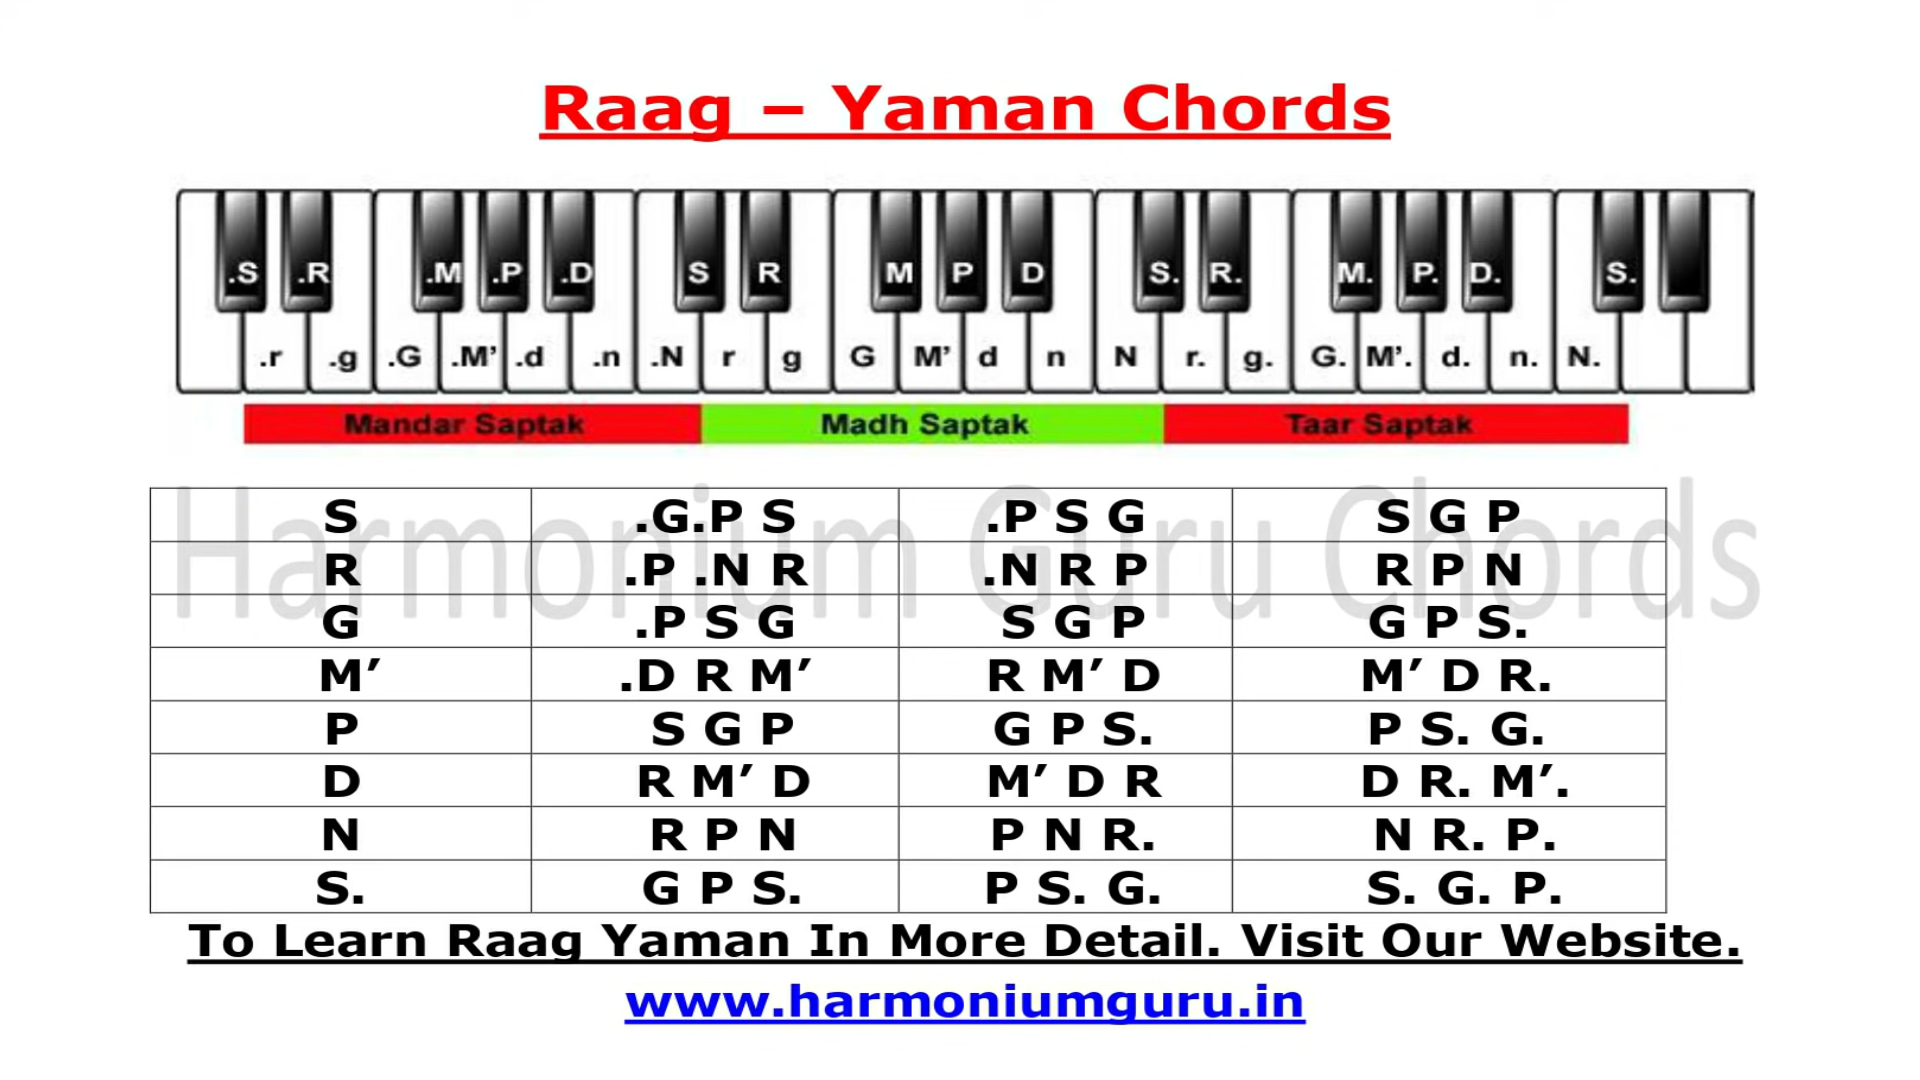 Raag – Yaman Chords
.S .R .M .P .D S R M P D S. R. M. P. D. S.
.r .g .G .M’ .d .n .N r g G M’ d n N r. g. G. M’. d. n. N.
Mandar Saptak Madh Saptak Taar Saptak
Harmonium Guru Chords
S .G.P S .P S G S G P
R .P .N R .N R P R P N
G .P S G S G P G P S.
M’ .D R M’ R M’ D M’ D R.
P S G P G P S. P S. G.
D R M’ D M’ D R D R. M’.
N R P N P N R. N R. P.
S. G P S. P S. G. S. G. P.
To Learn Raag Yaman In More Detail. Visit Our Website.
www.harmoniumguru.in